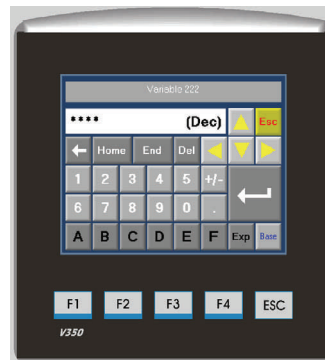 Variable 222
**** (Dec) Esc
Home End Del
1 2 3 4 5 +/-
6 7 8 9 0 .
A B C D E F Exp Base
F1 F2 F3 F4 ESC
V350